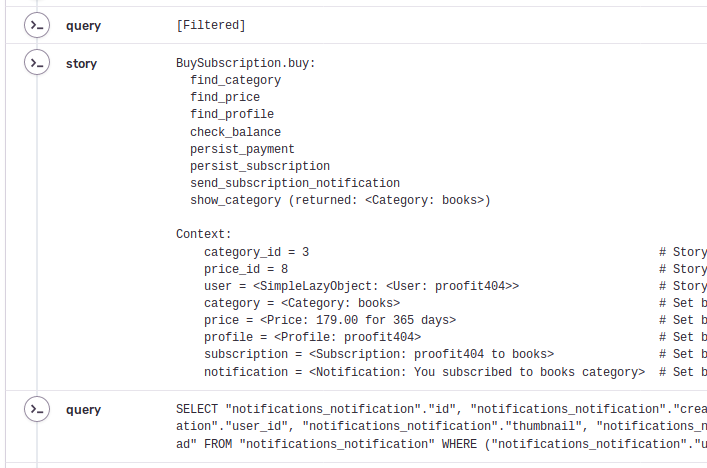 query [Filtered]
story BuySubscription.buy:
find_category
find_price
find_profile
check_balance
persist_payment
persist_subscription
send_subscription_notification
show_category (returned: <Category: books>)
Context:
category_id = 3 # Story
price_id = 8 # Story
user = <SimpleLazyObject: <User: proofit404>> # Story
category = <Category: books> # Set b
price = <Price: 179.00 for 365 days> # Set b
profile = <Profile: proofit404> # Set b
subscription = <Subscription: proofit404 to books> # Set b
notification = <Notification: You subscribed to books category> # Set b
query SELECT "notifications_notification"."id", "notifications_notification"."crea
ation"."user_id", "notifications_notification"."thumbnail", "notifications_n
ad" FROM "notifications_notification" WHERE ("notifications_notification"."u